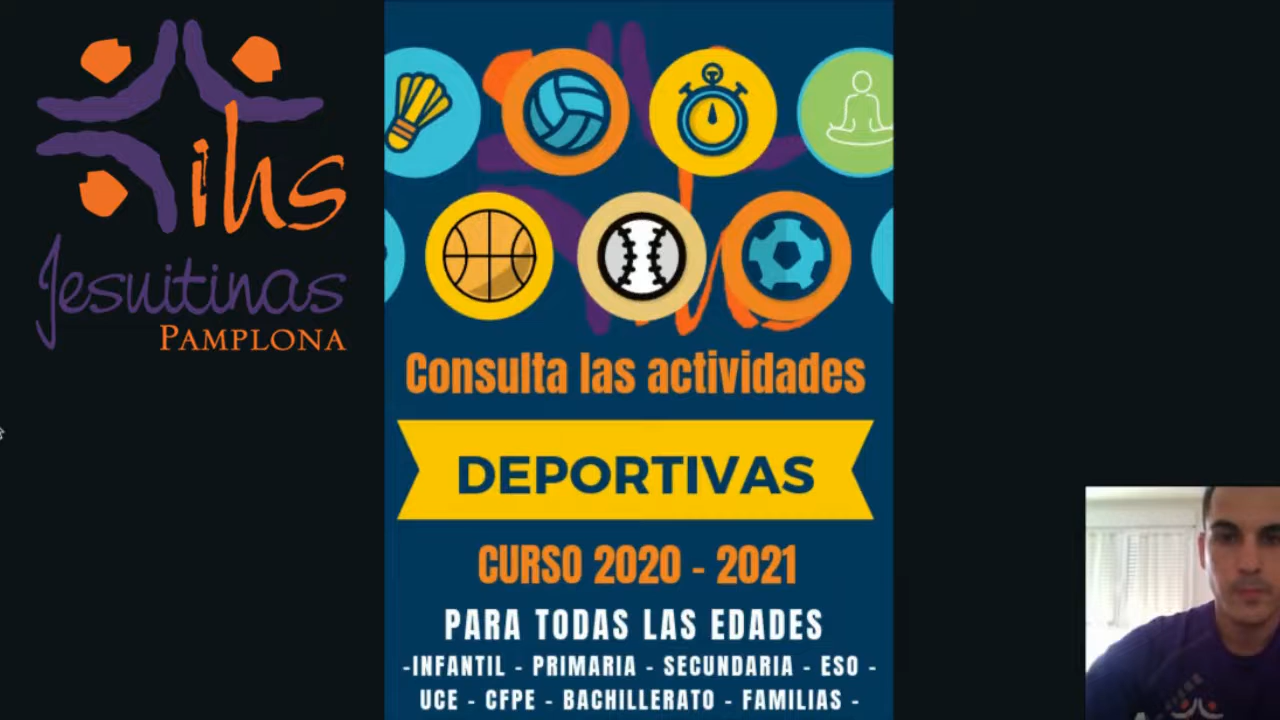 ihs
Jesuitinas
PAMPLONA
Consulta las actividades
DEPORTIVAS
CURSO 2020 - 2021
PARA TODAS LAS EDADES
-INFANTIL - PRIMARIA - SECUNDARIA - ESO -
UCE - CFPE - BACHILLERATO - FAMILIAS -